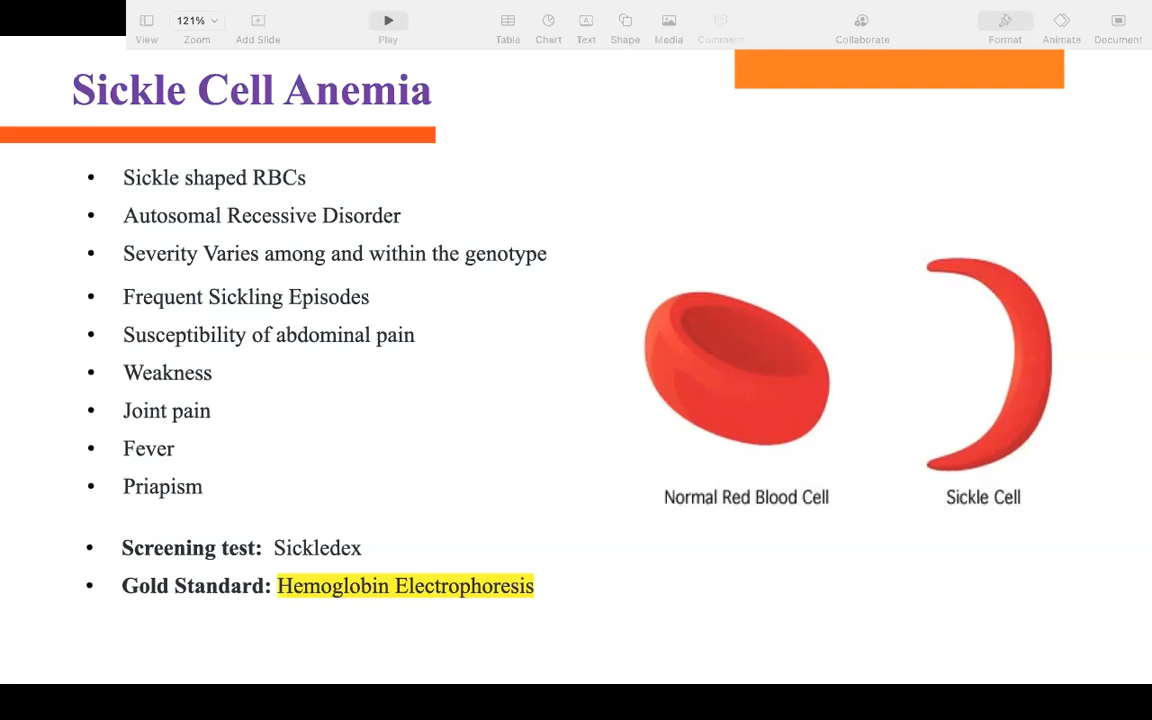 121%
View
Zoom
Add Slide
Play
Table
Chart
Text
Shape
Media
Comment
Collaborate
Format
Animate
Document
Sickle Cell Anemia
• Sickle shaped RBCs
• Autosomal Recessive Disorder
• Severity Varies among and within the genotype
• Frequent Sickling Episodes
• Susceptibility of abdominal pain
• Weakness
• Joint pain
• Fever
• Priapism
• Screening test: Sickledex
• Gold Standard: Hemoglobin Electrophoresis
Normal Red Blood Cell
Sickle Cell